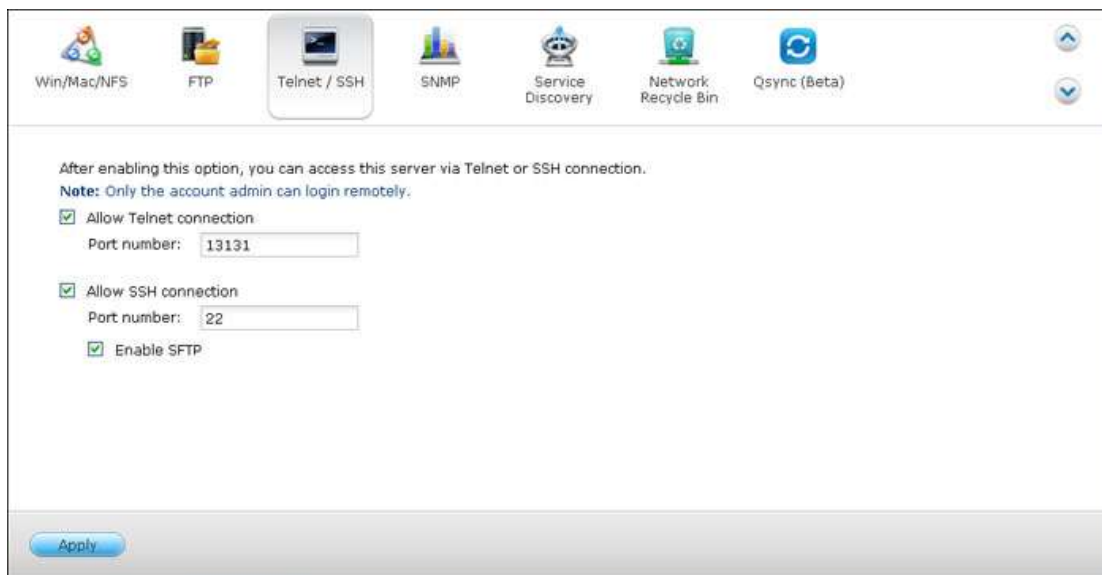 Win/Mac/NFS
FTP
Telnet / SSH
SNMP
Service
Discovery
Network
Recycle Bin
Qsync (Beta)
After enabling this option, you can access this server via Telnet or SSH connection.
Note: Only the account admin can login remotely.
Allow Telnet connection
Port number: 13131
Allow SSH connection
Port number: 22
Enable SFTP
Apply